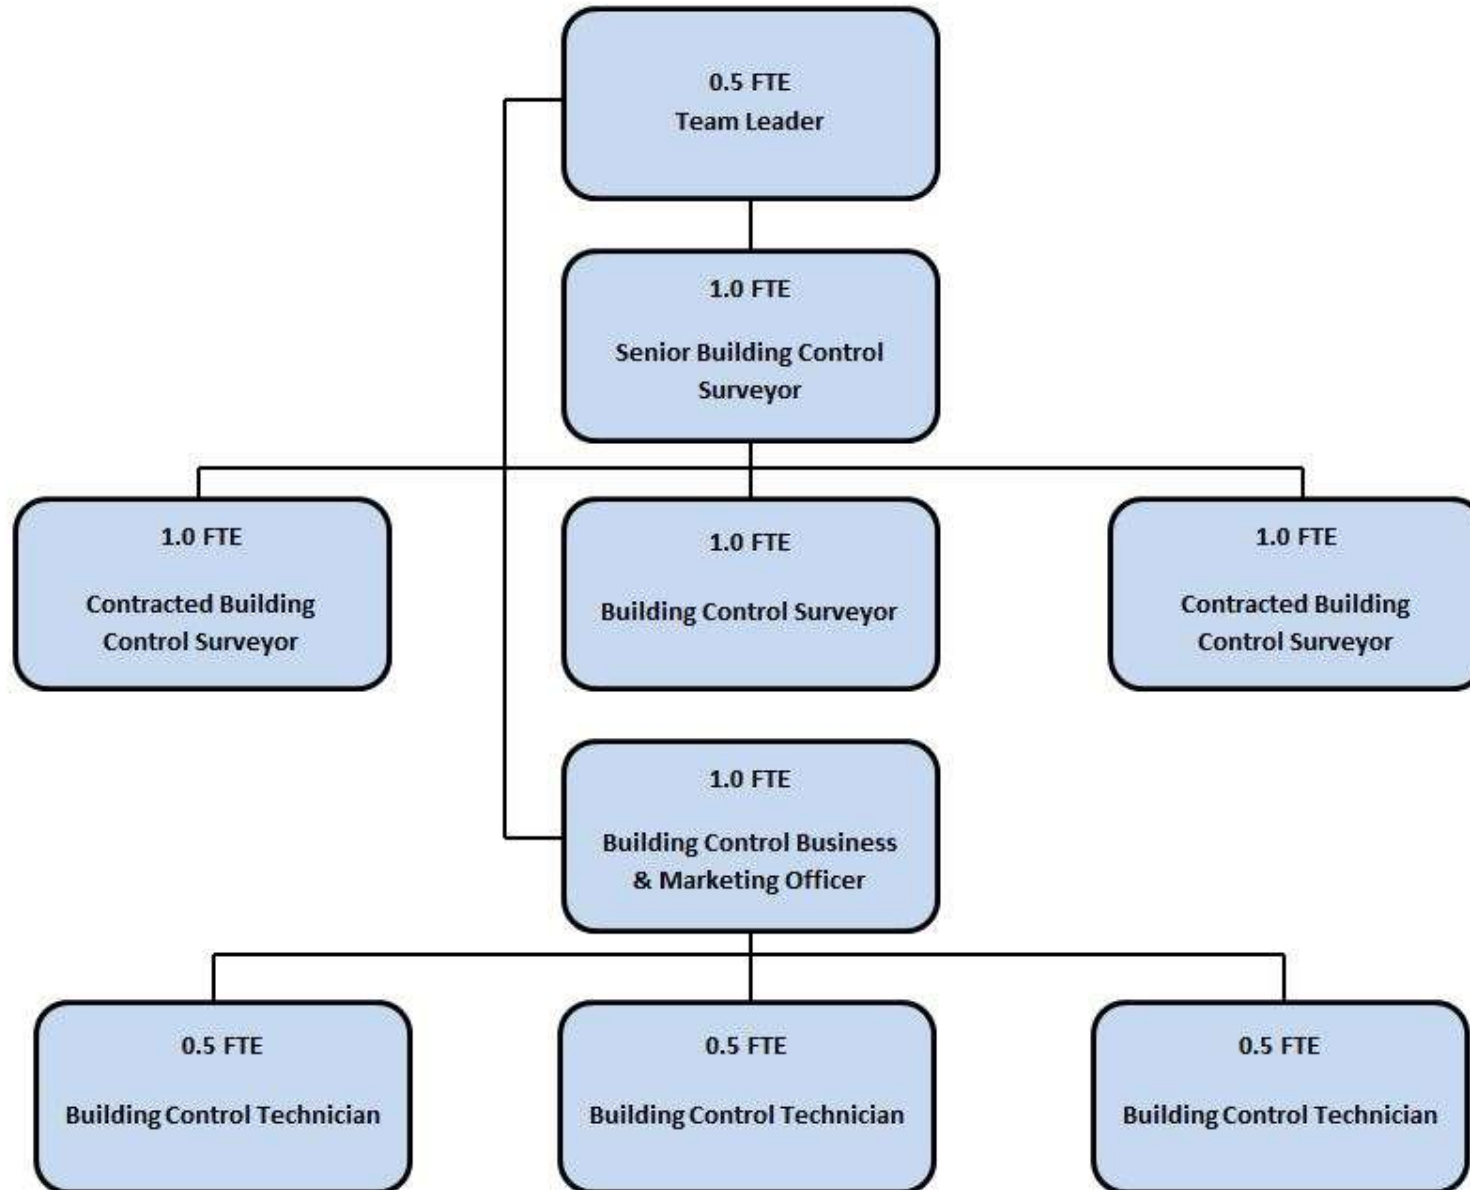 0.5 FTE
Team Leader
1.0 FTE
Senior Building Control
Surveyor
1.0 FTE
Contracted Building
Control Surveyor
1.0 FTE
Building Control Surveyor
1.0 FTE
Contracted Building
Control Surveyor
1.0 FTE
Building Control Business
& Marketing Officer
0.5 FTE
Building Control Technician
0.5 FTE
Building Control Technician
0.5 FTE
Building Control Technician